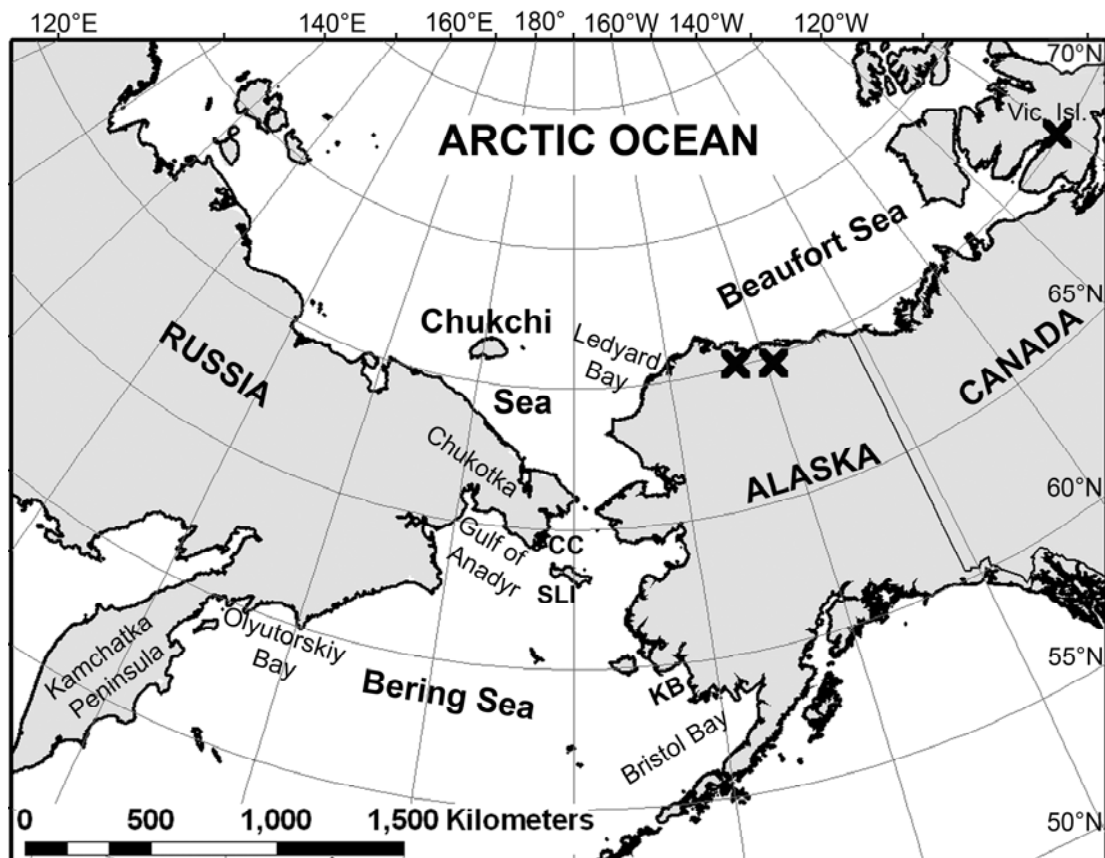 120°E 140°E 160°E 180° 160°W 140°W 120°W
70°N
Vic. Isl.
ARCTIC OCEAN
Beaufort Sea
65°N
Chukchi
Sea
Ledyard
Bay
RUSSIA
CANADA
Chukotka
ALASKA
60°N
Gulf of
Anadyr
CC
SLI
Kamchatka
Peninsula
Olyutorskiy
Bay
55°N
Bering Sea
KB
Bristol Bay
50°N
0 500 1,000 1,500 Kilometers